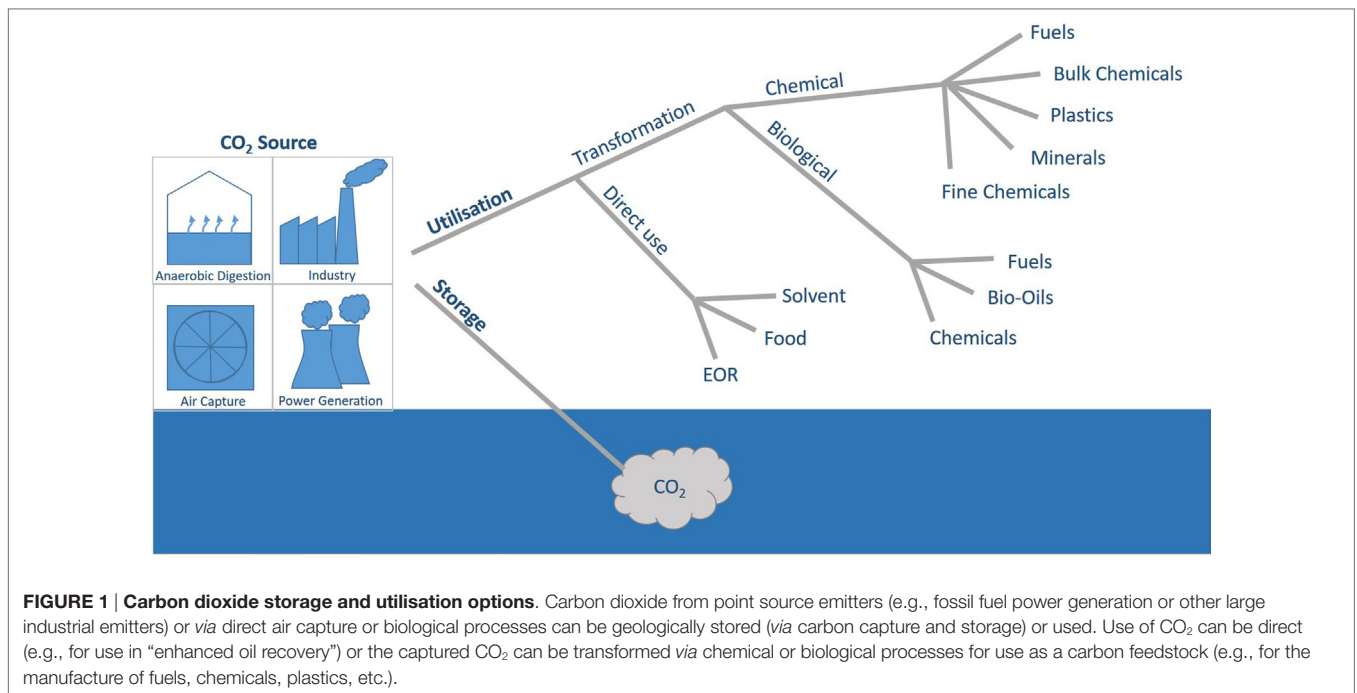 CO₂ Source
Anaerobic Digestion
Industry
Air Capture
Power Generation
Utilisation
Storage
Transformation
Direct use
Chemical
Biological
Fuels
Bulk Chemicals
Plastics
Minerals
Fine Chemicals
Fuels
Bio-Oils
Chemicals
Solvent
Food
EOR
CO₂
FIGURE 1 | Carbon dioxide storage and utilisation options. Carbon dioxide from point source emitters (e.g., fossil fuel power generation or other large
industrial emitters) or via direct air capture or biological processes can be geologically stored (via carbon capture and storage) or used. Use of CO₂ can be direct
(e.g., for use in “enhanced oil recovery”) or the captured CO₂ can be transformed via chemical or biological processes for use as a carbon feedstock (e.g., for the
manufacture of fuels, chemicals, plastics, etc.).